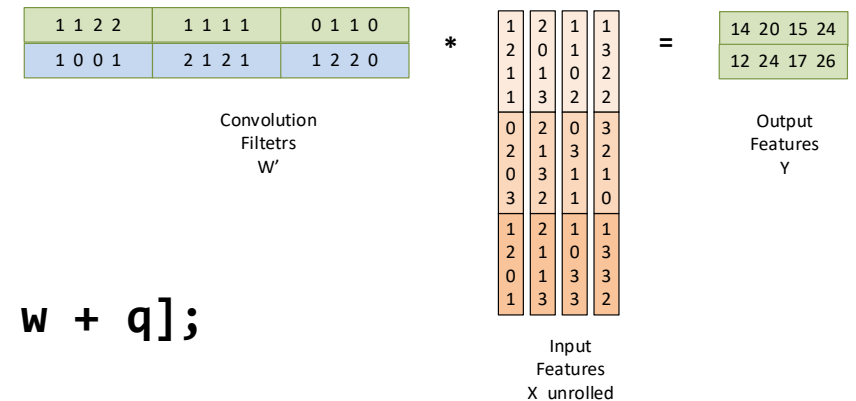 1 1 2 2 1 1 1 1 0 1 1 0
1 0 0 1 2 1 2 1 1 2 2 0
Convolution
Filtetrs
W’
*
1 2 1 1
2 0 1 3
1 1 0 2
1 3 2 2
0 2 0 3
2 1 3 2
0 3 1 1
3 2 1 0
1 2 0 1
2 1 1 3
1 0 3 3
1 3 3 2
Input
Features
X unrolled
=
14 20 15 24
12 24 17 26
Output
Features
Y
w + q];